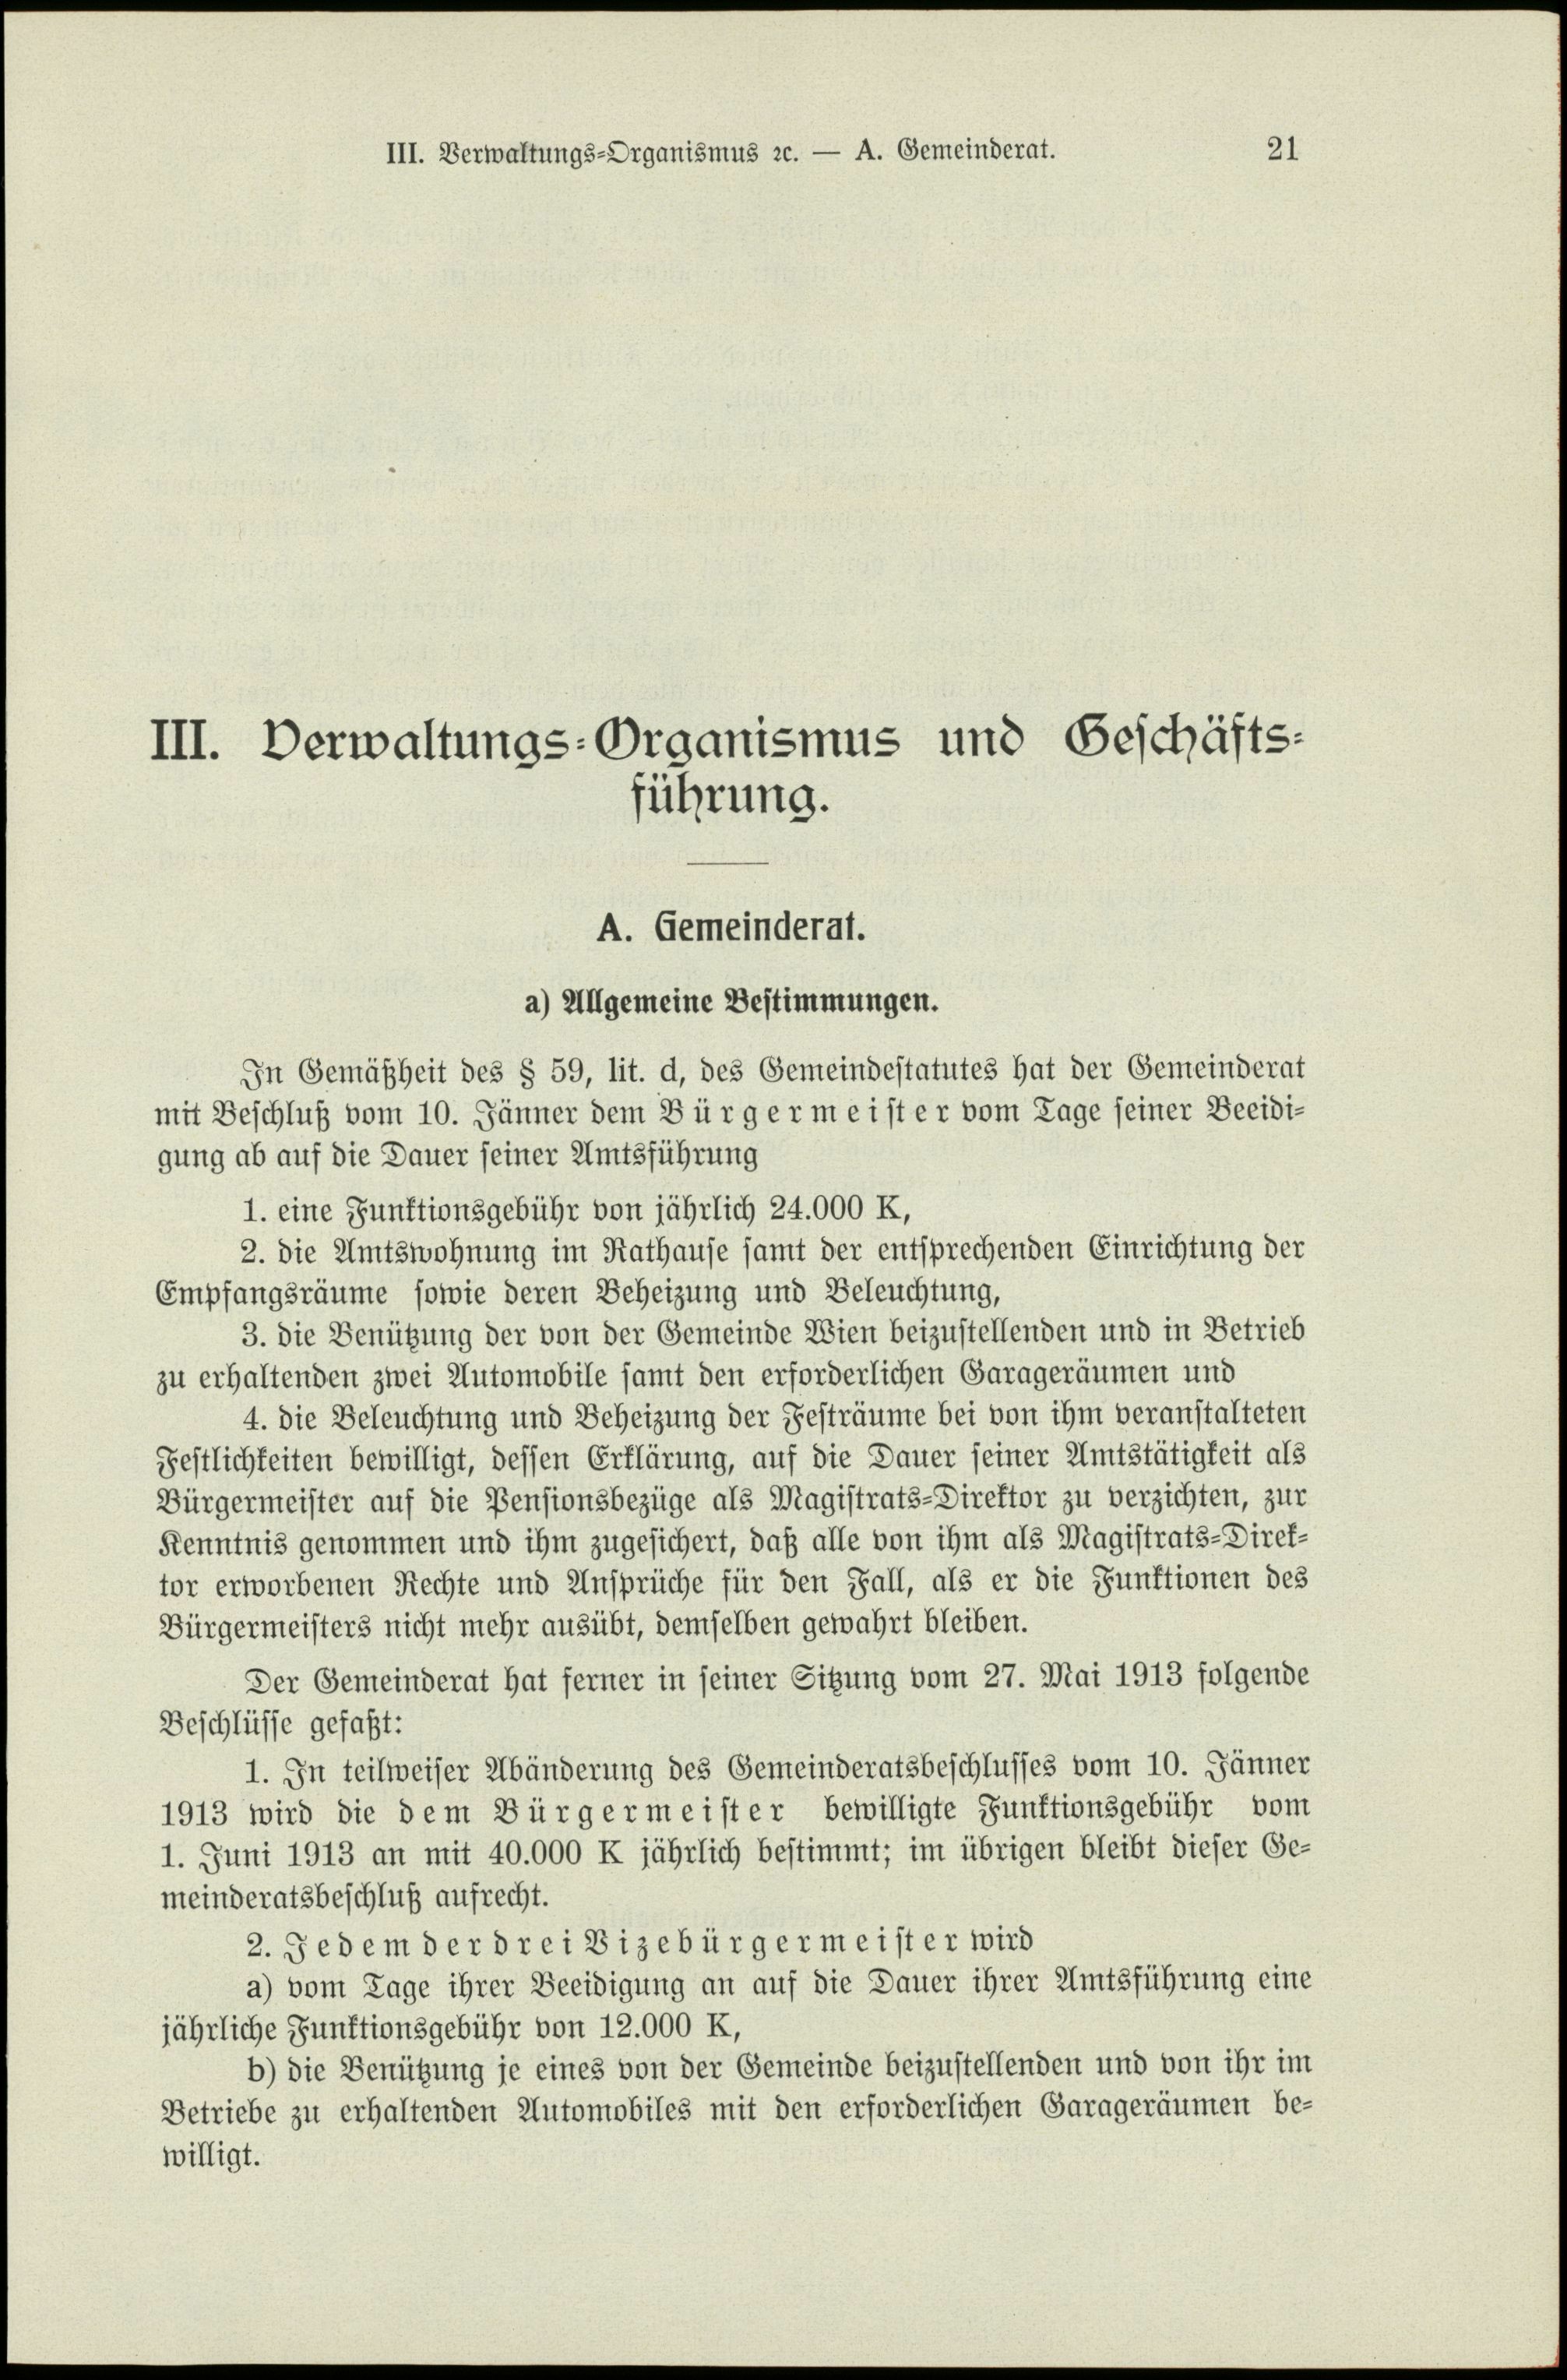 III. Verwaltungs-Organismus ꝛc. — A. Gemeinderat. 21
III. Verwaltungs-Organismus und Geschäfts-
führung.
A. Gemeinderat.
a) Allgemeine Bestimmungen.
In Gemäßheit des § 59, lit. d, des Gemeindestatutes hat der Gemeinderat
mit Beschluß vom 10. Jänner dem Bürgermeister vom Tage seiner Beeidi-
gung ab auf die Dauer seiner Amtsführung
1. eine Funktionsgebühr von jährlich 24.000 K,
2. die Amtswohnung im Rathause samt der entsprechenden Einrichtung der
Empfangsräume sowie deren Beheizung und Beleuchtung,
3. die Benützung der von der Gemeinde Wien beizustellenden und in Betrieb
zu erhaltenden zwei Automobile samt den erforderlichen Garageräumen und
4. die Beleuchtung und Beheizung der Festräume bei von ihm veranstalteten
Festlichkeiten bewilligt, dessen Erklärung, auf die Dauer seiner Amtstätigkeit als
Bürgermeister auf die Pensionsbezüge als Magistrats-Direktor zu verzichten, zur
Kenntnis genommen und ihm zugesichert, daß alle von ihm als Magistrats-Direk-
tor erworbenen Rechte und Ansprüche für den Fall, als er die Funktionen des
Bürgermeisters nicht mehr ausübt, demselben gewahrt bleiben.
Der Gemeinderat hat ferner in seiner Sitzung vom 27. Mai 1913 folgende
Beschlüsse gefaßt:
1. In teilweiser Abänderung des Gemeinderatsbeschlusses vom 10. Jänner
1913 wird die dem Bürgermeister bewilligte Funktionsgebühr vom
1. Juni 1913 an mit 40.000 K jährlich bestimmt; im übrigen bleibt dieser Ge-
meinderatsbeschluß aufrecht.
2. Jedem der drei Vizebürgermeister wird
a) vom Tage ihrer Beeidigung an auf die Dauer ihrer Amtsführung eine
jährliche Funktionsgebühr von 12.000 K,
b) die Benützung je eines von der Gemeinde beizustellenden und von ihr im
Betriebe zu erhaltenden Automobiles mit den erforderlichen Garageräumen be-
willigt.